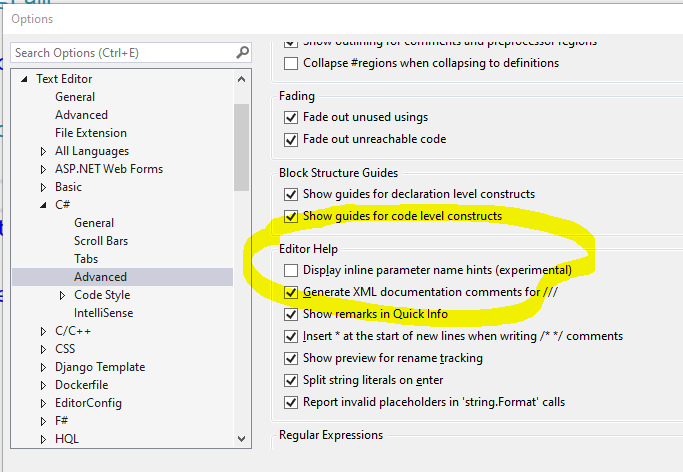 Options
Search Options (Ctrl+E)
Text Editor
General
Advanced
File Extension
All Languages
ASP.NET Web Forms
Basic
C#
General
Scroll Bars
Tabs
Advanced
Code Style
IntelliSense
C/C++
CSS
Django Template
Dockerfile
EditorConfig
F#
HQL
Show outlining for comments and preprocessor regions
Collapse #regions when collapsing to definitions
Fading
Fade out unused usings
Fade out unreachable code
Block Structure Guides
Show guides for declaration level constructs
Show guides for code level constructs
Editor Help
Display inline parameter name hints (experimental)
Generate XML documentation comments for ///
Show remarks in Quick Info
Insert * at the start of new lines when writing /* */ comments
Show preview for rename tracking
Split string literals on enter
Report invalid placeholders in 'string.Format' calls
Regular Expressions